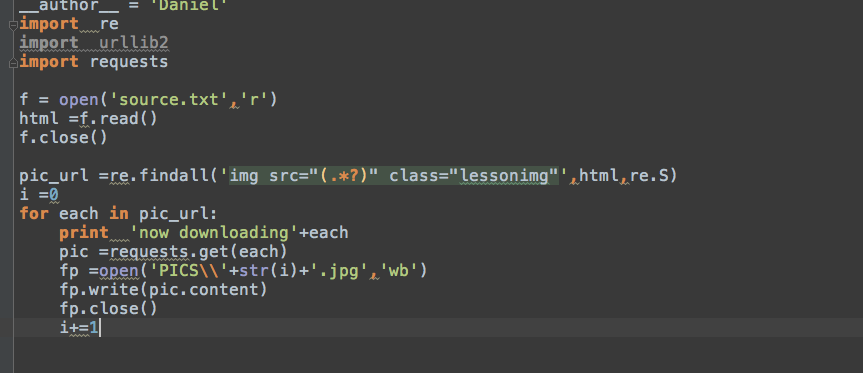 __author__ = 'Daniel'
import  re
import  urllib2
import requests
f = open('source.txt','r')
html =f.read()
f.close()
pic_url =re.findall('img src="(.*?)" class="lessonimg"',html,re.S)
i =0
for each in pic_url:
    print  'now downloading'+each
    pic =requests.get(each)
    fp =open('PICS\\'+str(i)+'.jpg','wb')
    fp.write(pic.content)
    fp.close()
    i+=1